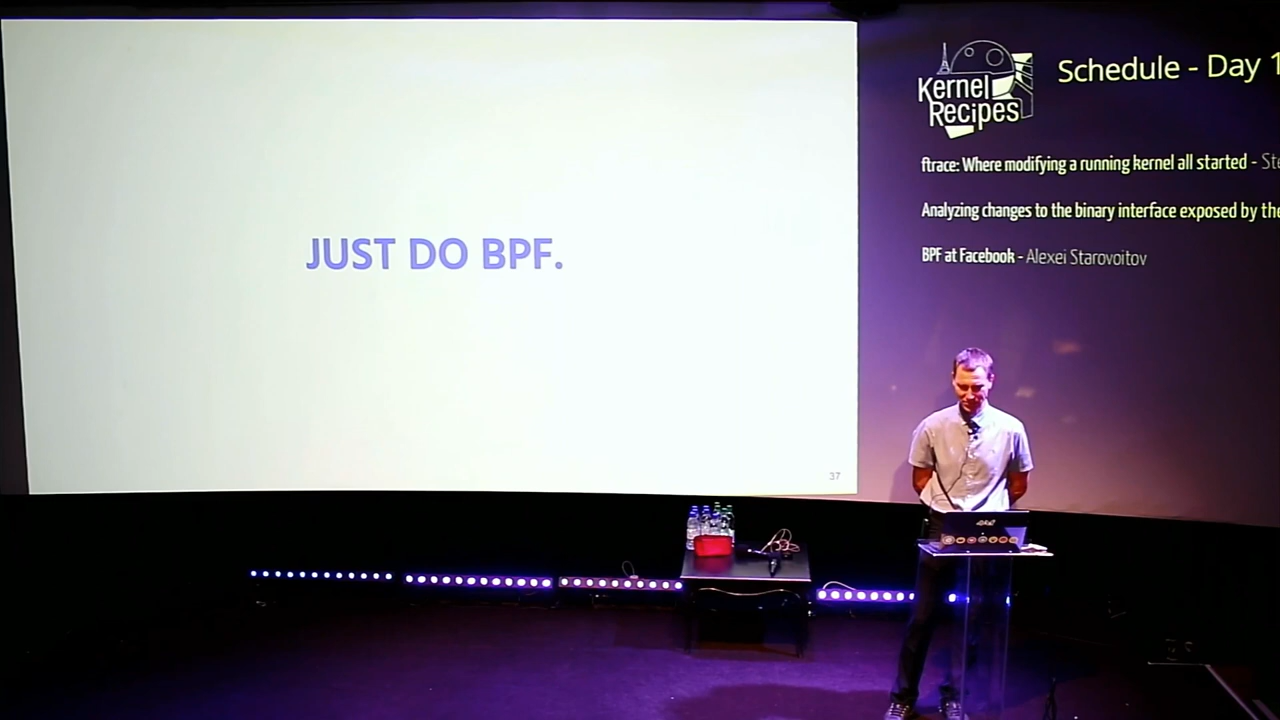 JUST DO BPF.
37
Kernel
Recipes
Schedule - Day 1
ftrace: Where modifying a running kernel all started - Ste
Analyzing changes to the binary interface exposed by the
BPF at Facebook - Alexei Starovoitov